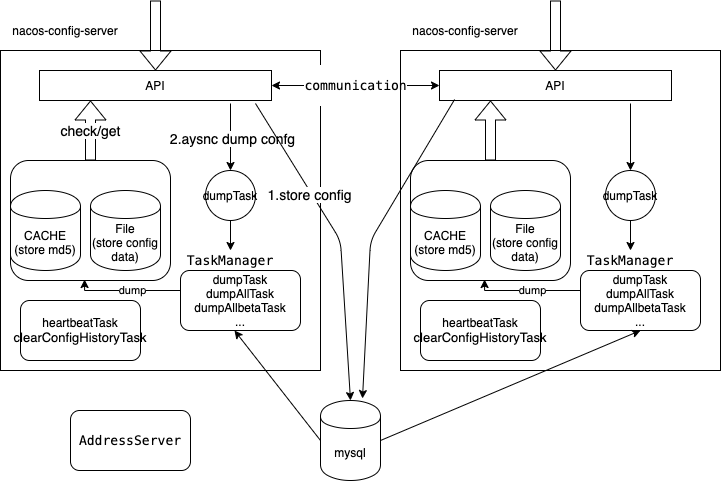 nacos-config-server
nacos-config-server
API
communication
API
check/get
2.aysnc dump confg
dumpTask
1.store config
dumpTask
CACHE
(store md5)
File
(store config
data)
CACHE
(store md5)
File
(store config
data)
TaskManager
TaskManager
dump
dumpTask
dumpAllTask
dumpAllbetaTask
...
dump
dumpTask
dumpAllTask
dumpAllbetaTask
...
heartbeatTask
clearConfigHistoryTask
heartbeatTask
clearConfigHistoryTask
AddressServer
mysql